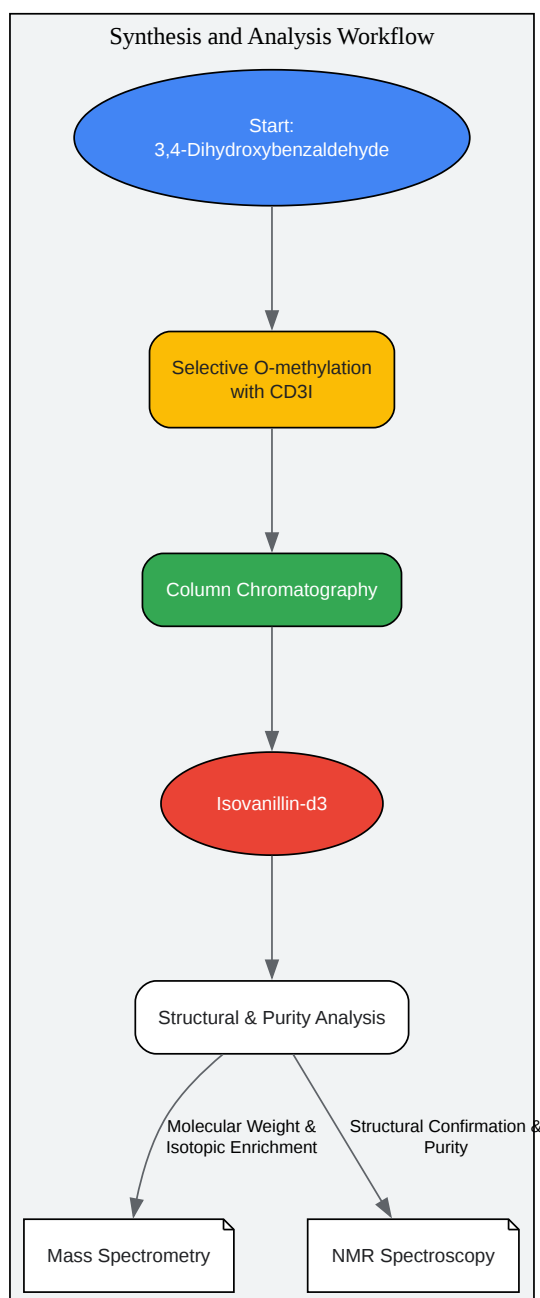 Synthesis and Analysis Workflow
Start:
3,4-Dihydroxybenzaldehyde
Selective O-methylation
with CD3I
Column Chromatography
Isovanillin-d3
Structural & Purity Analysis
Molecular Weight &
Isotopic Enrichment
Structural Confirmation &
Purity
Mass Spectrometry
NMR Spectroscopy